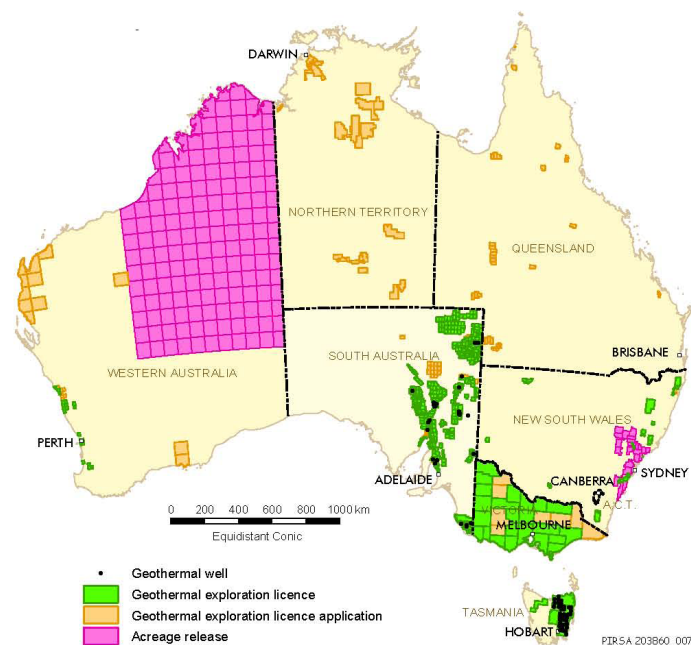 DARWIN
NORTHERN TERRITORY
QUEENSLAND
BRISBANE
SOUTH AUSTRALIA
WESTERN AUSTRALIA
NEW SOUTH WALES
PERTH
ADELAIDE
CANBERRA
SYDNEY
A.C.T.
VICTORIA
MELBOURNE
0 200 400 600 800 1000 km
Equidistant Conic
Geothermal well
Geothermal exploration licence
Geothermal exploration licence application
Acreage release
TASMANIA
HOBART
PIRSA 203860_007